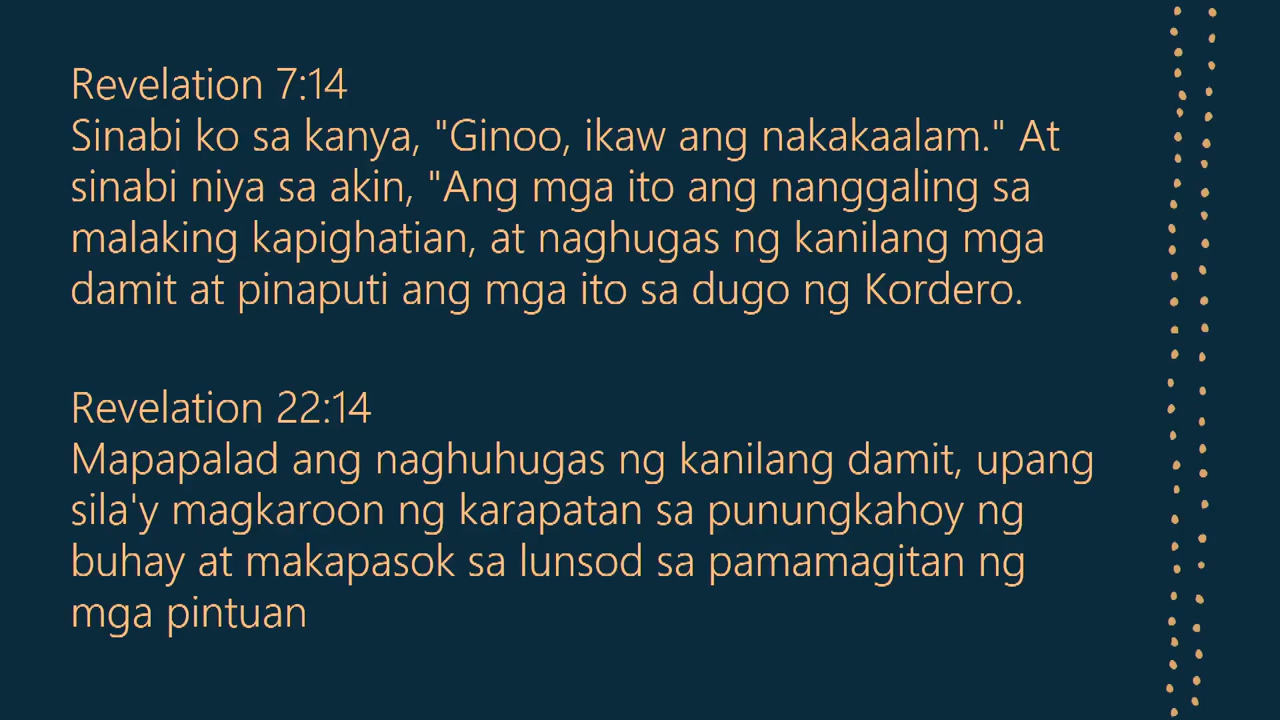 Revelation 7:14
Sinabi ko sa kanya, "Ginoo, ikaw ang nakakaalam." At
sinabi niya sa akin, "Ang mga ito ang nanggaling sa
malaking kapighatian, at naghugas ng kanilang mga
damit at pinaputi ang mga ito sa dugo ng Kordero.
Revelation 22:14
Mapapalad ang naghuhugas ng kanilang damit, upang
sila'y magkaroon ng karapatan sa punungkahoy ng
buhay at makapasok sa lunsod sa pamamagitan ng
mga pintuan